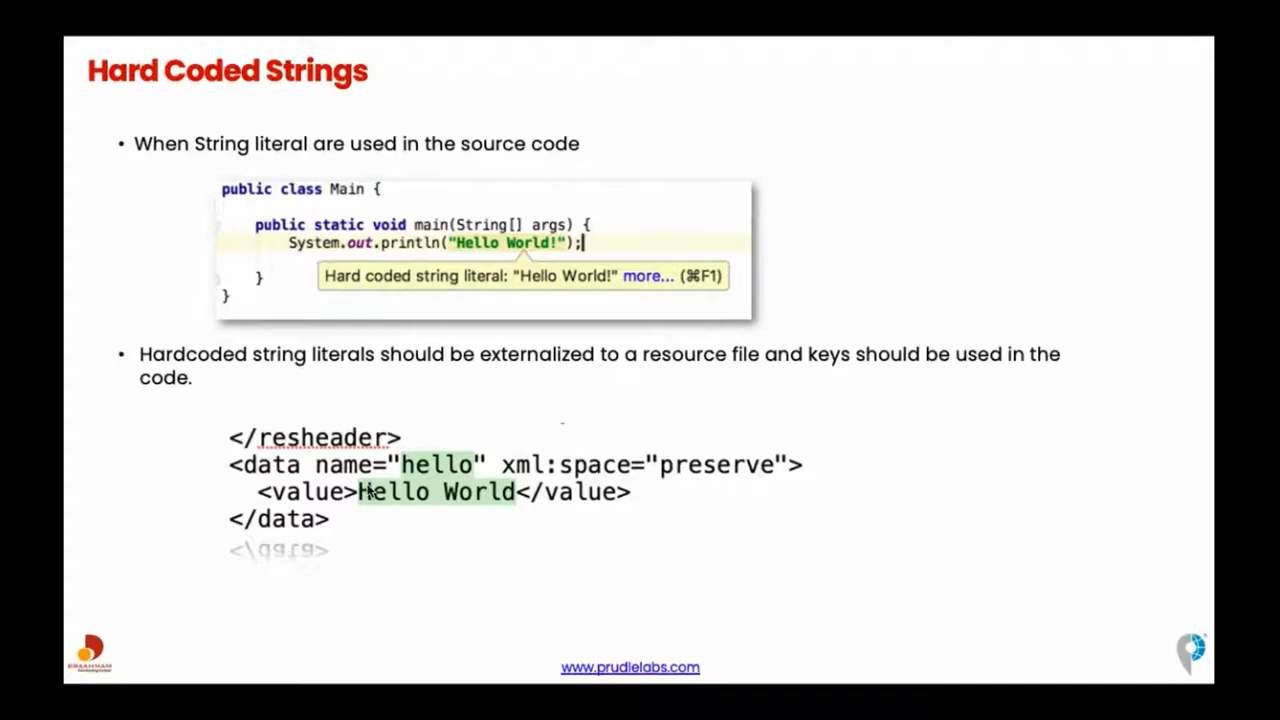 Hard Coded Strings
• When String literal are used in the source code
public class Main {
public static void main(String[] args) {
System.out.println("Hello World!");
Hard coded string literal: "Hello World!" more... (⌘F1)
}
}
• Hardcoded string literals should be externalized to a resource file and keys should be used in the
code.
</resheader>
<data name="hello" xml:space="preserve">
<value>Hello World</value>
</data>
BRAAHMAM
www.prudlelabs.com